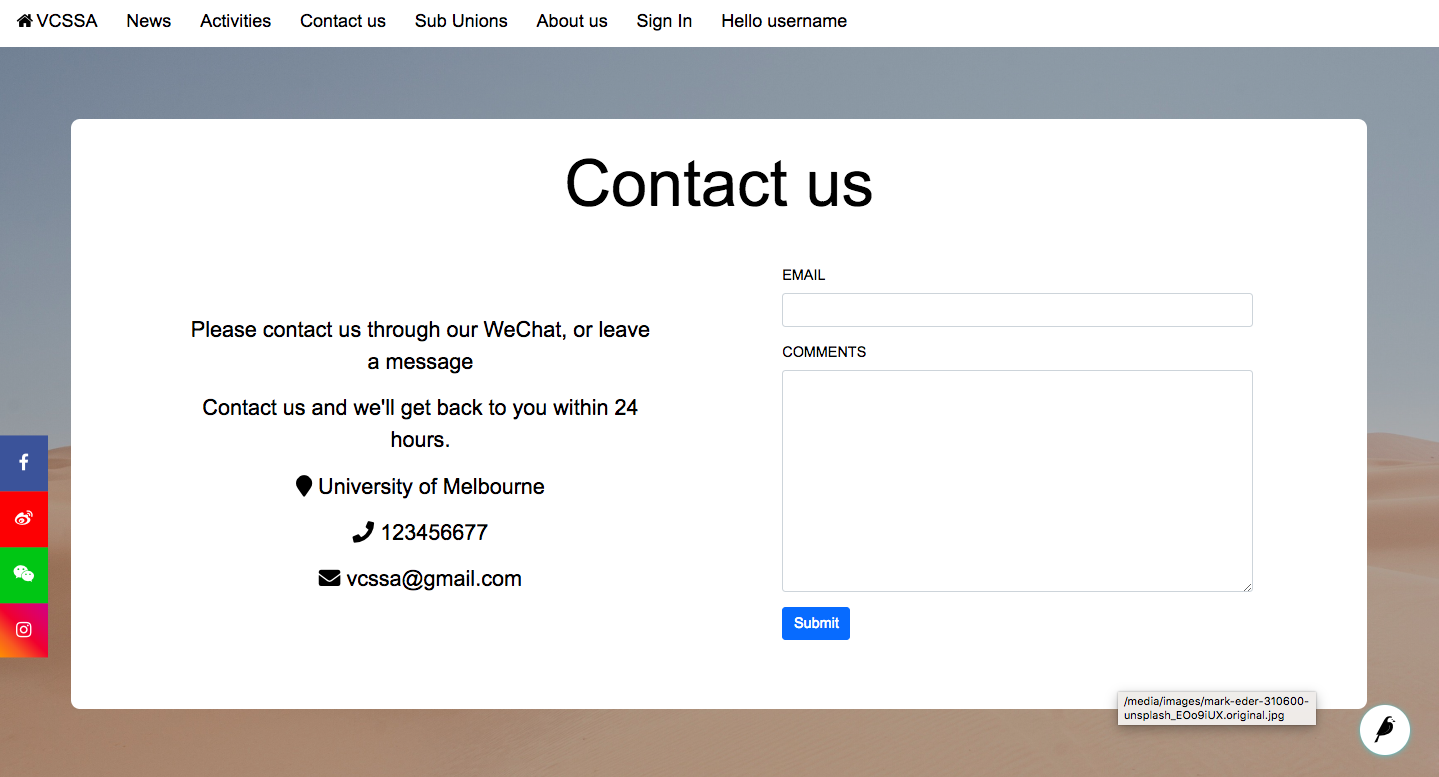 VCSSA News Activities Contact us Sub Unions About us Sign In Hello username
Contact us
Please contact us through our WeChat, or leave
a message
Contact us and we'll get back to you within 24
hours.
University of Melbourne
123456677
vcssa@gmail.com
EMAIL
COMMENTS
Submit
/media/images/mark-eder-310600-
unsplash_EOo9iUX.original.jpg